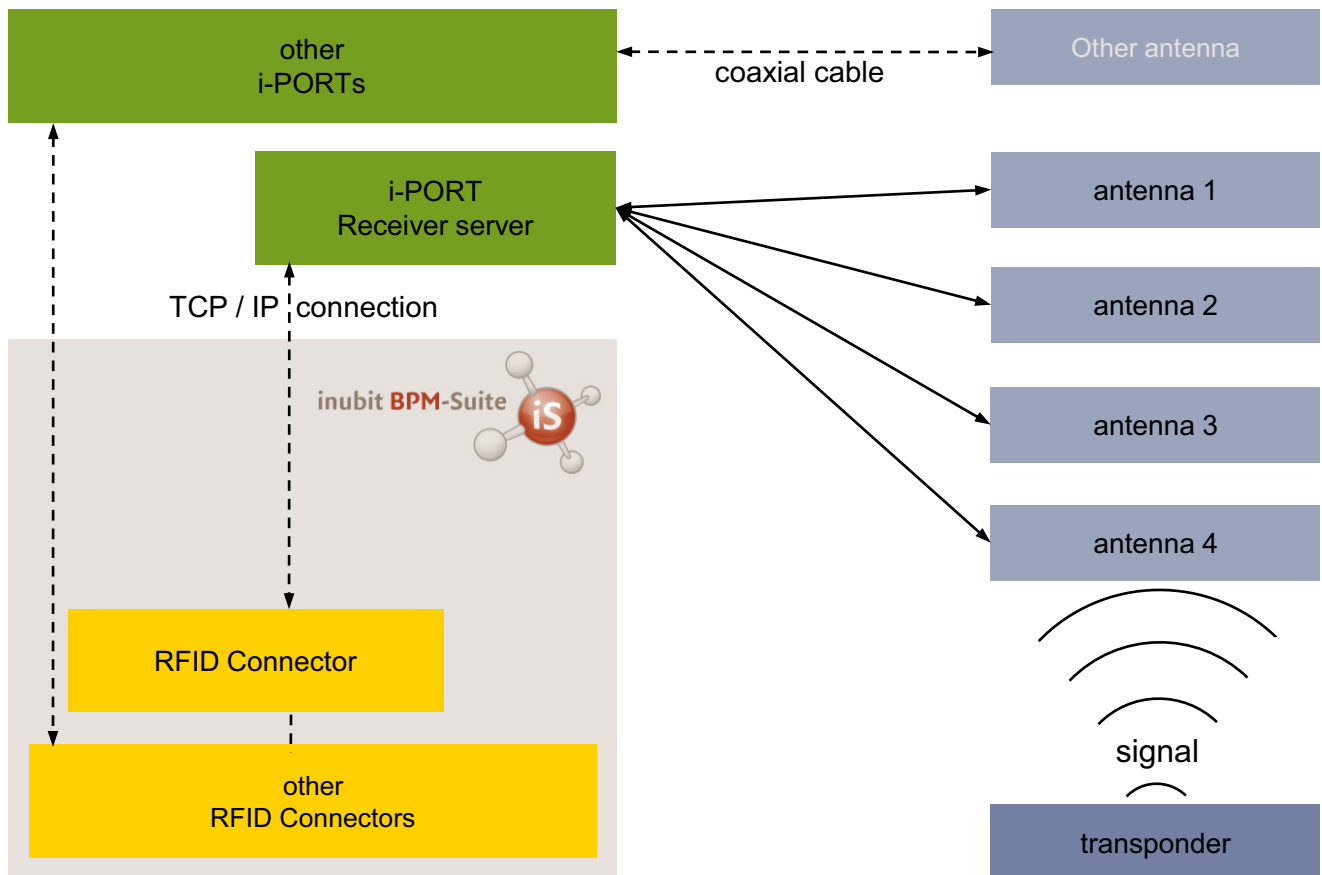 other
i-PORTs
coaxial cable
Other antenna
i-PORT
Receiver server
antenna 1
antenna 2
antenna 3
antenna 4
TCP / IP connection
inubit BPM-Suite
iS
RFID Connector
other
RFID Connectors
signal
transponder